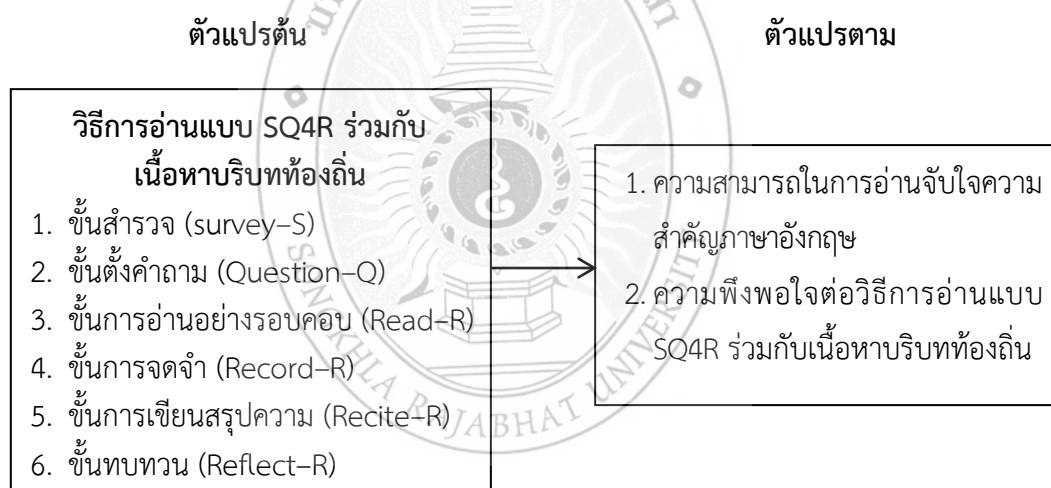 ตัวแปรต้น
ตัวแปรตาม
วิธีการอ่านแบบ SQ4R ร่วมกับ
เนื้อหาบริบทท้องถิ่น
1. ขั้นสำรวจ (survey–S)
2. ขั้นตั้งคำถาม (Question–Q)
3. ขั้นการอ่านอย่างรอบคอบ (Read–R)
4. ขั้นการจดจำ (Record–R)
5. ขั้นการเขียนสรุปความ (Recite–R)
6. ขั้นทบทวน (Reflect–R)
1. ความสามารถในการอ่านจับใจความ
สำคัญภาษาอังกฤษ
2. ความพึงพอใจต่อวิธีการอ่านแบบ
SQ4R ร่วมกับเนื้อหาบริบทท้องถิ่น
SONGKHLA RAJABHAT UNIVERSITY